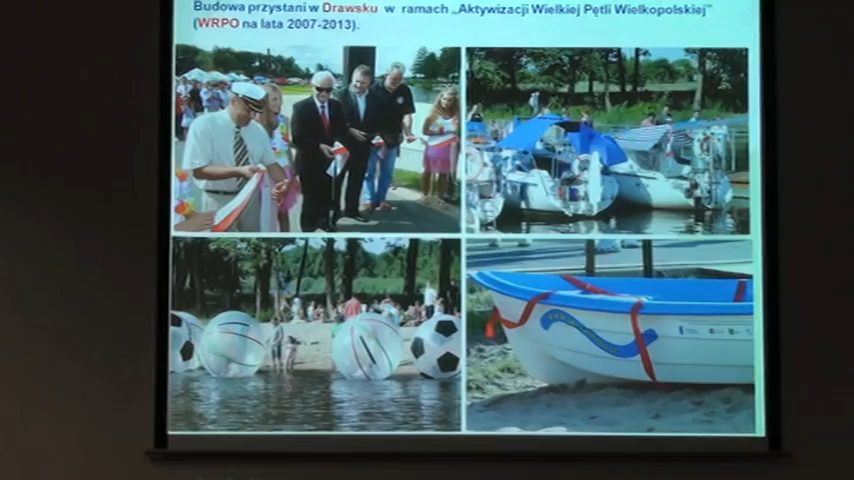 Budowa przystani w Drawsku w ramach „Aktywizacji Wielkiej Pętli Wielkopolskiej”
(WRPO na lata 2007-2013).